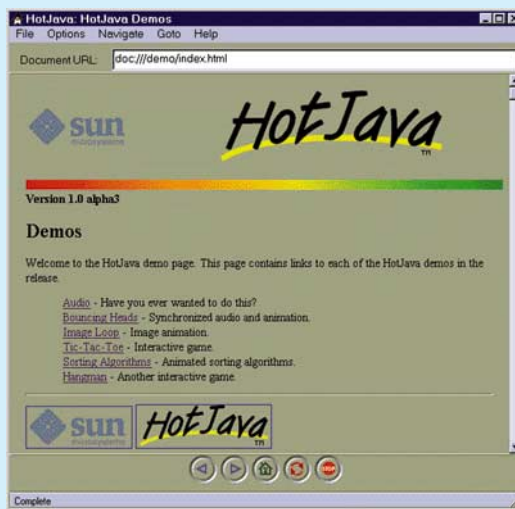 HotJava: HotJava Demos
File Options Navigate Goto Help
Document URL: doc:///demo/index.html
sun
microsystems
HotJava
TM
Version 1.0 alpha3
Demos
Welcome to the HotJava demo page. This page contains links to each of the HotJava demos in the
release.
Audio - Have you ever wanted to do this?
Bouncing Heads - Synchronized audio and animation.
Image Loop - Image animation.
Tic-Tac-Toe - Interactive game.
Sorting Algorithms - Animated sorting algorithms.
Hangman - Another interactive game.
sun
microsystems
HotJava
TM
STOP
Complete